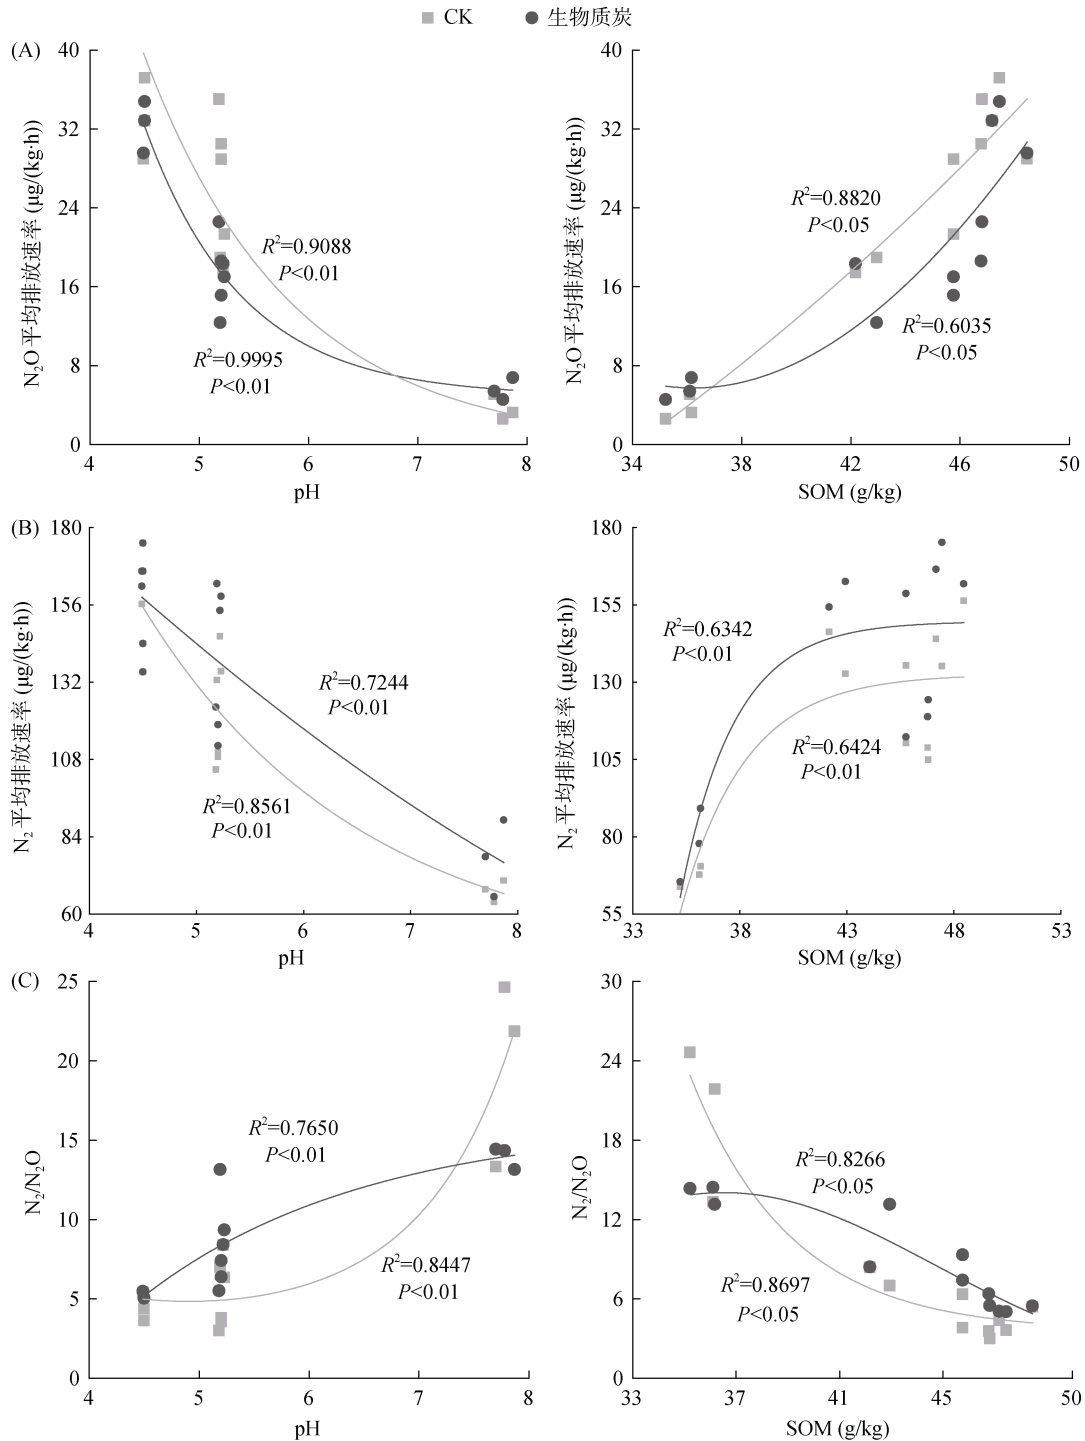 CK 生物质炭
(A)
N₂O平均排放速率 (μg/(kg·h))
40
32
24
16
8
0
R²=0.9088
P<0.01
R²=0.9995
P<0.01
4 5 6 7 8
pH
N₂O平均排放速率 (μg/(kg·h))
40
32
24
16
8
0
R²=0.8820
P<0.05
R²=0.6035
P<0.05
34 38 42 46 50
SOM (g/kg)
(B)
N₂平均排放速率 (μg/(kg·h))
180
156
132
108
84
60
R²=0.7244
P<0.01
R²=0.8561
P<0.01
4 5 6 7 8
pH
N₂平均排放速率 (μg/(kg·h))
180
155
130
105
80
55
R²=0.6342
P<0.01
R²=0.6424
P<0.01
33 38 43 48 53
SOM (g/kg)
(C)
N₂/N₂O
25
20
15
10
5
0
R²=0.7650
P<0.01
R²=0.8447
P<0.01
4 5 6 7 8
pH
N₂/N₂O
30
24
18
12
6
0
R²=0.8266
P<0.05
R²=0.8697
P<0.05
33 37 41 45 50
SOM (g/kg)